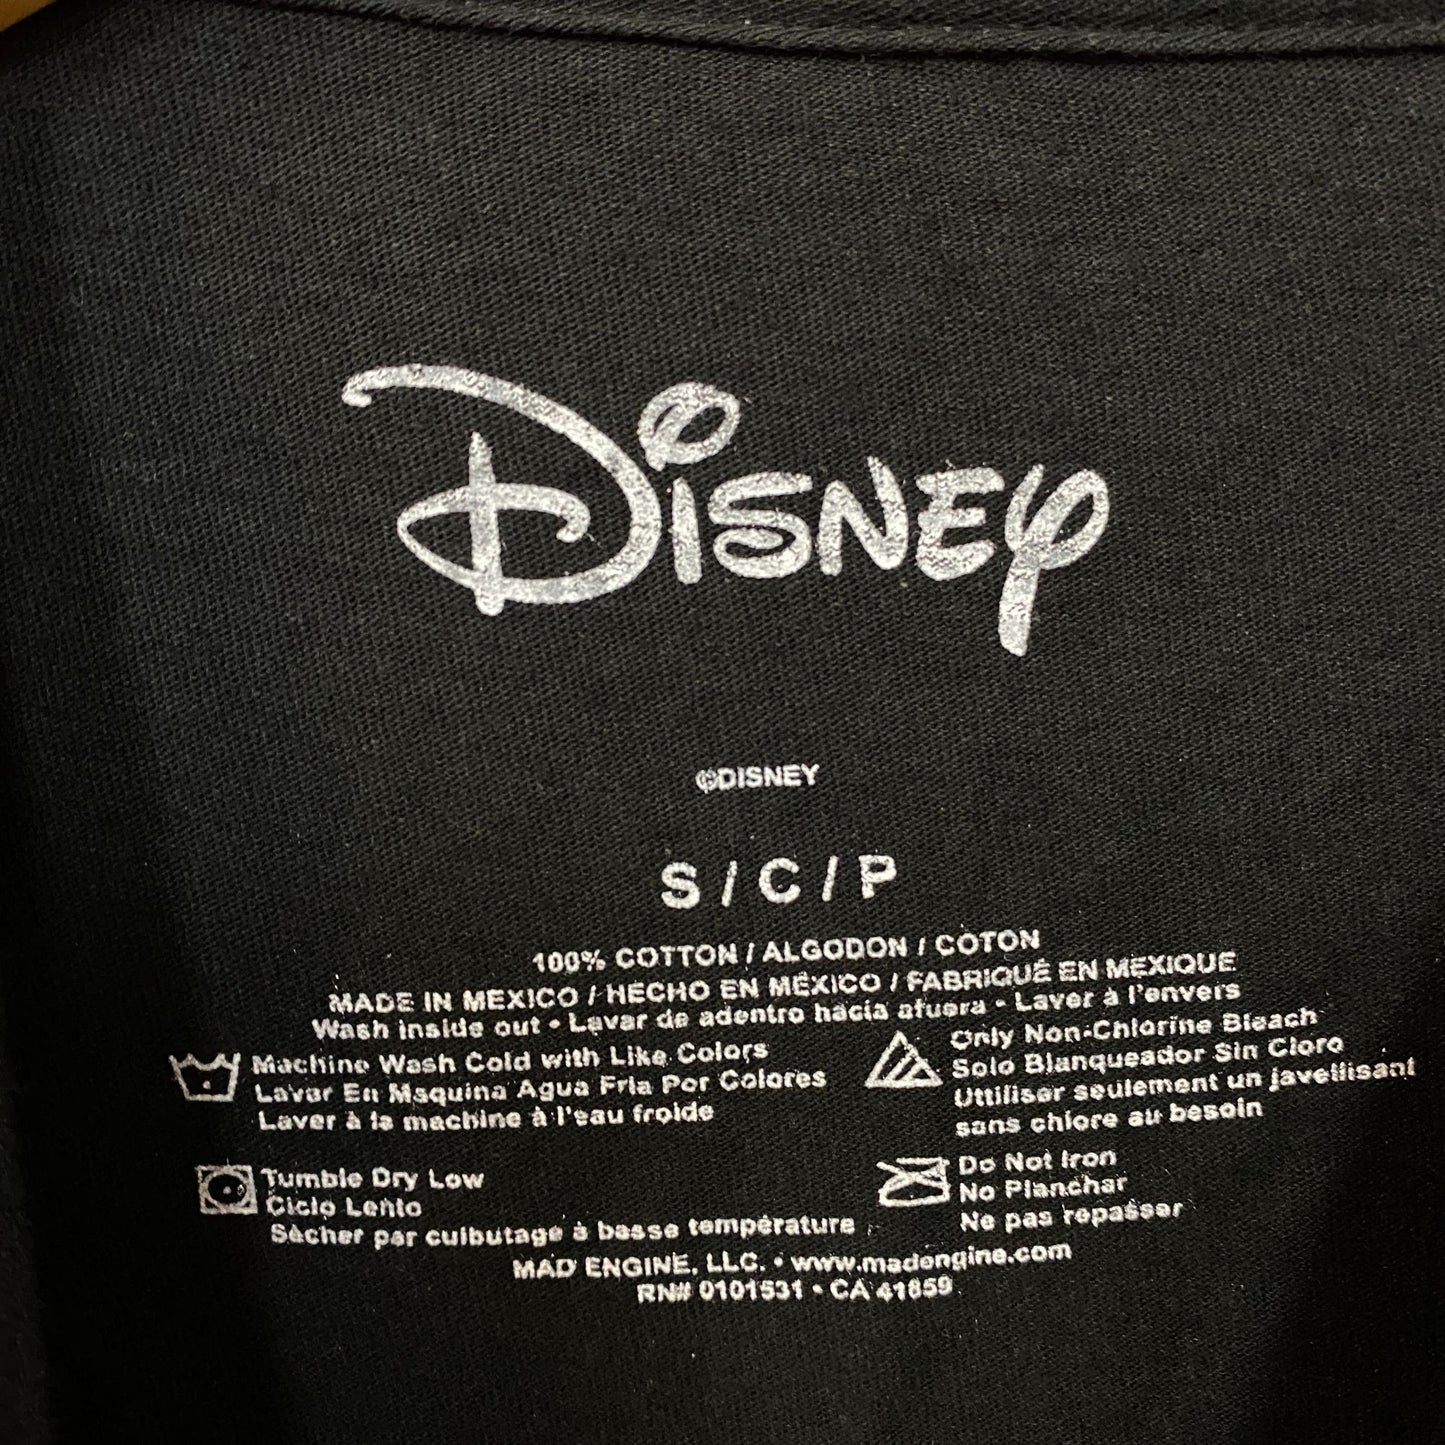 Disney
©DISNEY
S / C / P
100% COTTON / ALGODON / COTON
MADE IN MEXICO / HECHO EN MÉXICO / FABRIQUÉ EN MEXIQUE
Wash inside out • Lavar de adentro hacia afuera • Laver à l'envers
Machine Wash Cold with Like Colors
Lavar En Maquina Agua Fria Por Colores
Laver à la machine à l'eau froide
Only Non-Chlorine Bleach
Solo Blanqueador Sin Cloro
Uttiliser seulement un javellisant
sans chlore au besoin
Tumble Dry Low
Ciclo Lento
Sècher par culbutage à basse température
Do Not Iron
No Planchar
Ne pas repasser
MAD ENGINE, LLC. • www.madengine.com
RN# 0101531 • CA 41859